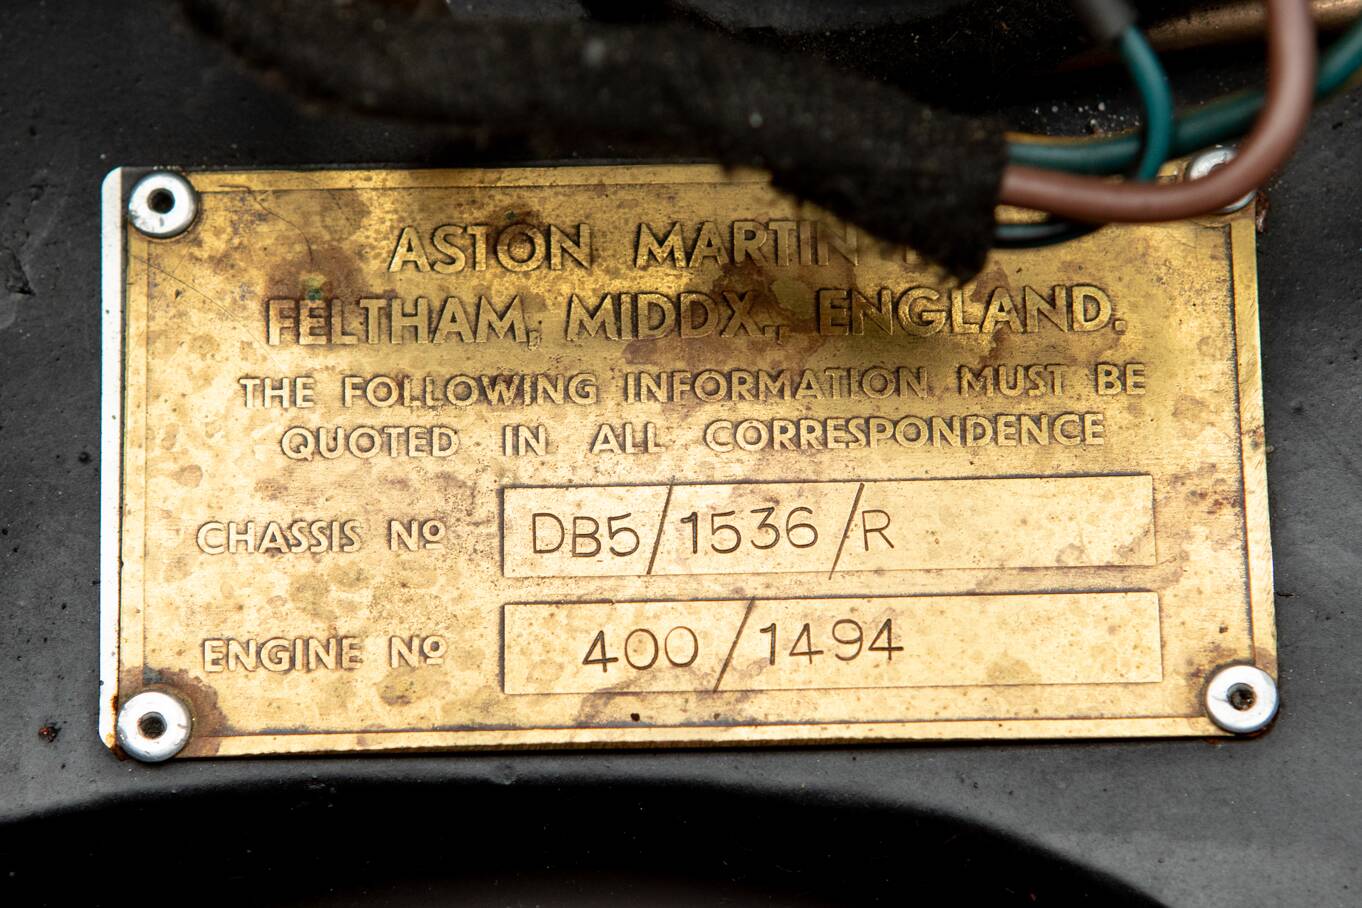 ASTON MARTIN
FELTHAM, MIDDX., ENGLAND.
THE FOLLOWING INFORMATION MUST BE
QUOTED IN ALL CORRESPONDENCE
CHASSIS Nº DB5/1536/R
ENGINE Nº 400/1494